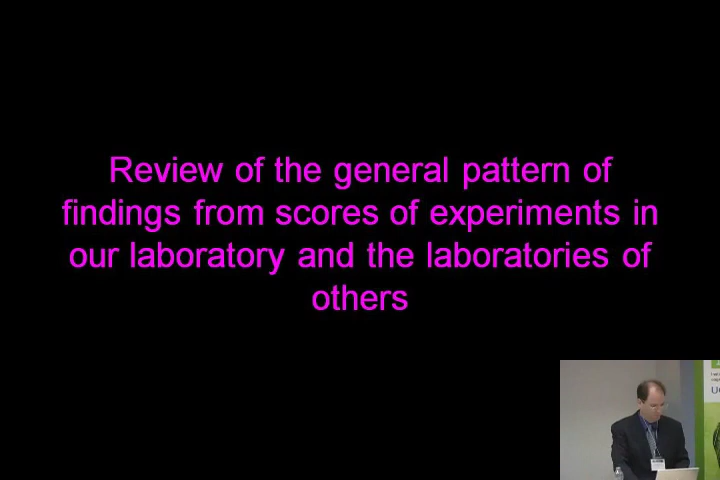 Review of the general pattern of
findings from scores of experiments in
our laboratory and the laboratories of
others